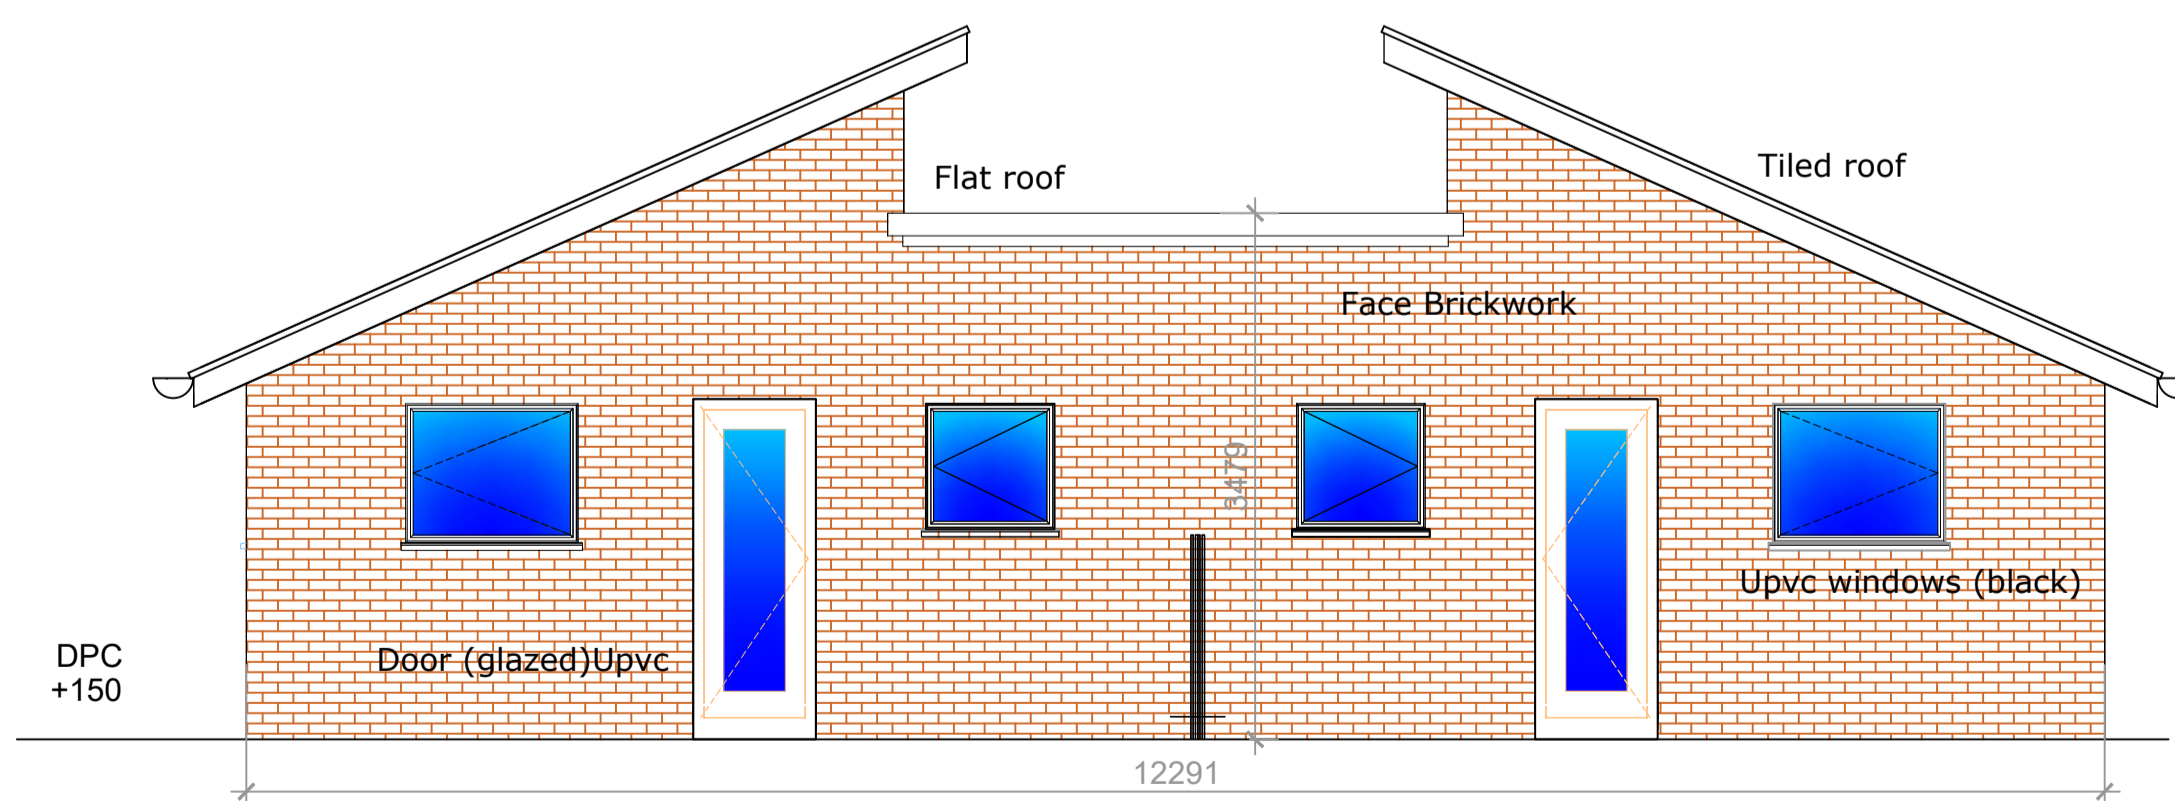 Flat roof
Tiled roof
Face Brickwork
3479
Upvc windows (black)
Door (glazed)Upvc
DPC
+150
12291